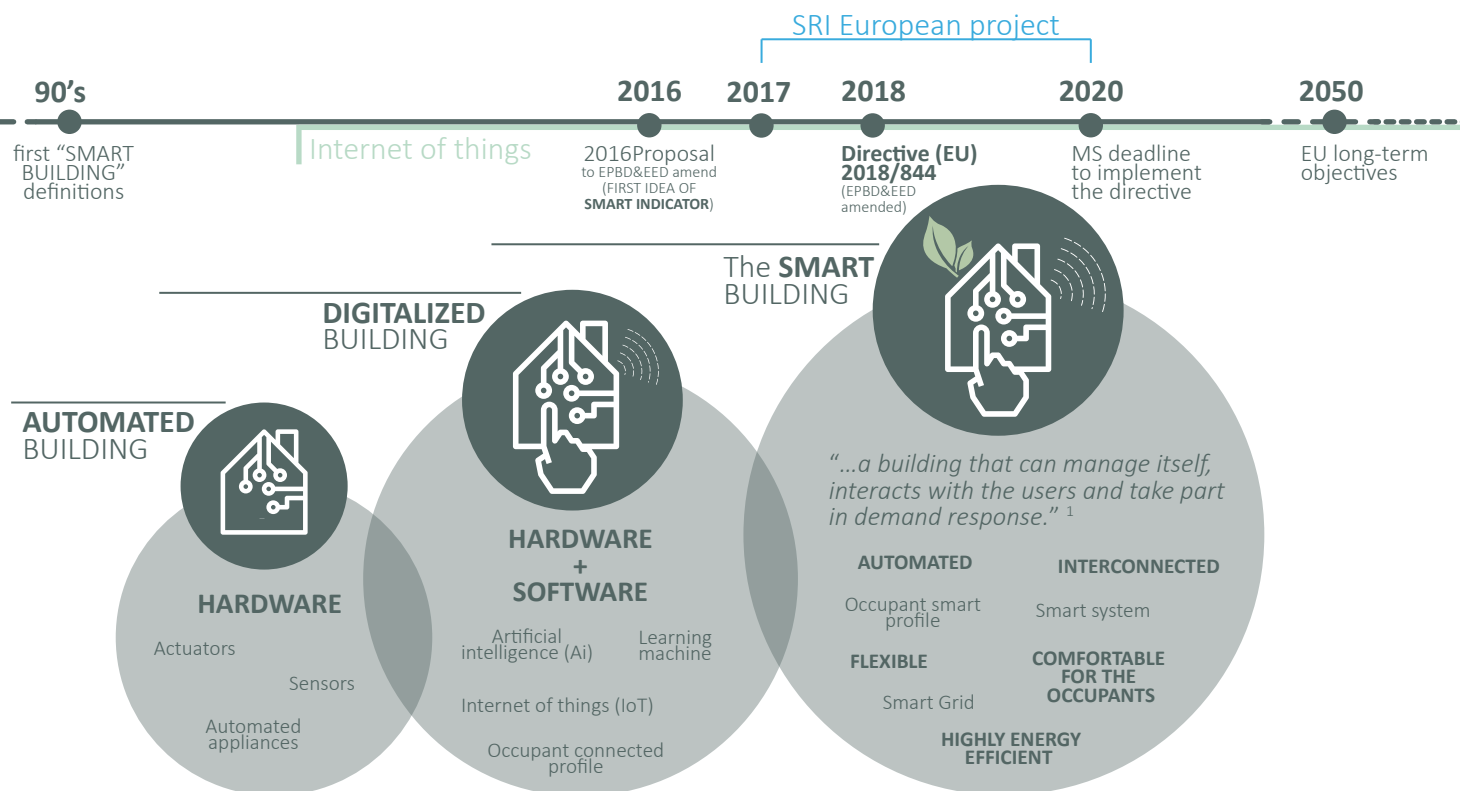 SRI European project
90's
2016
2017
2018
2020
2050
Internet of things
first “SMART
BUILDING”
definitions
2016Proposal
to EPBD&EED amend
(FIRST IDEA OF
SMART INDICATOR)
Directive (EU)
2018/844
(EPBD&EED
amended)
MS deadline
to implement
the directive
EU long-term
objectives
AUTOMATED
BUILDING
HARDWARE
Actuators
Sensors
Automated
appliances
DIGITALIZED
BUILDING
HARDWARE
+
SOFTWARE
Artificial
intelligence (Ai)
Learning
machine
Internet of things (IoT)
Occupant connected
profile
The SMART
BUILDING
“...a building that can manage itself,
interacts with the users and take part
in demand response.” 1
AUTOMATED
INTERCONNECTED
Occupant smart
profile
Smart system
FLEXIBLE
COMFORTABLE
FOR THE
OCCUPANTS
Smart Grid
HIGHLY ENERGY
EFFICIENT